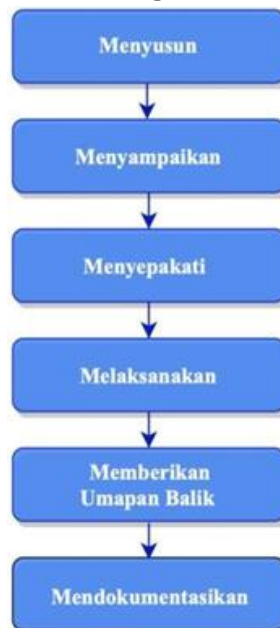 Menyusun
Menyampaikan
Menyepakati
Melaksanakan
Memberikan
Umapan Balik
Mendokumentasikan